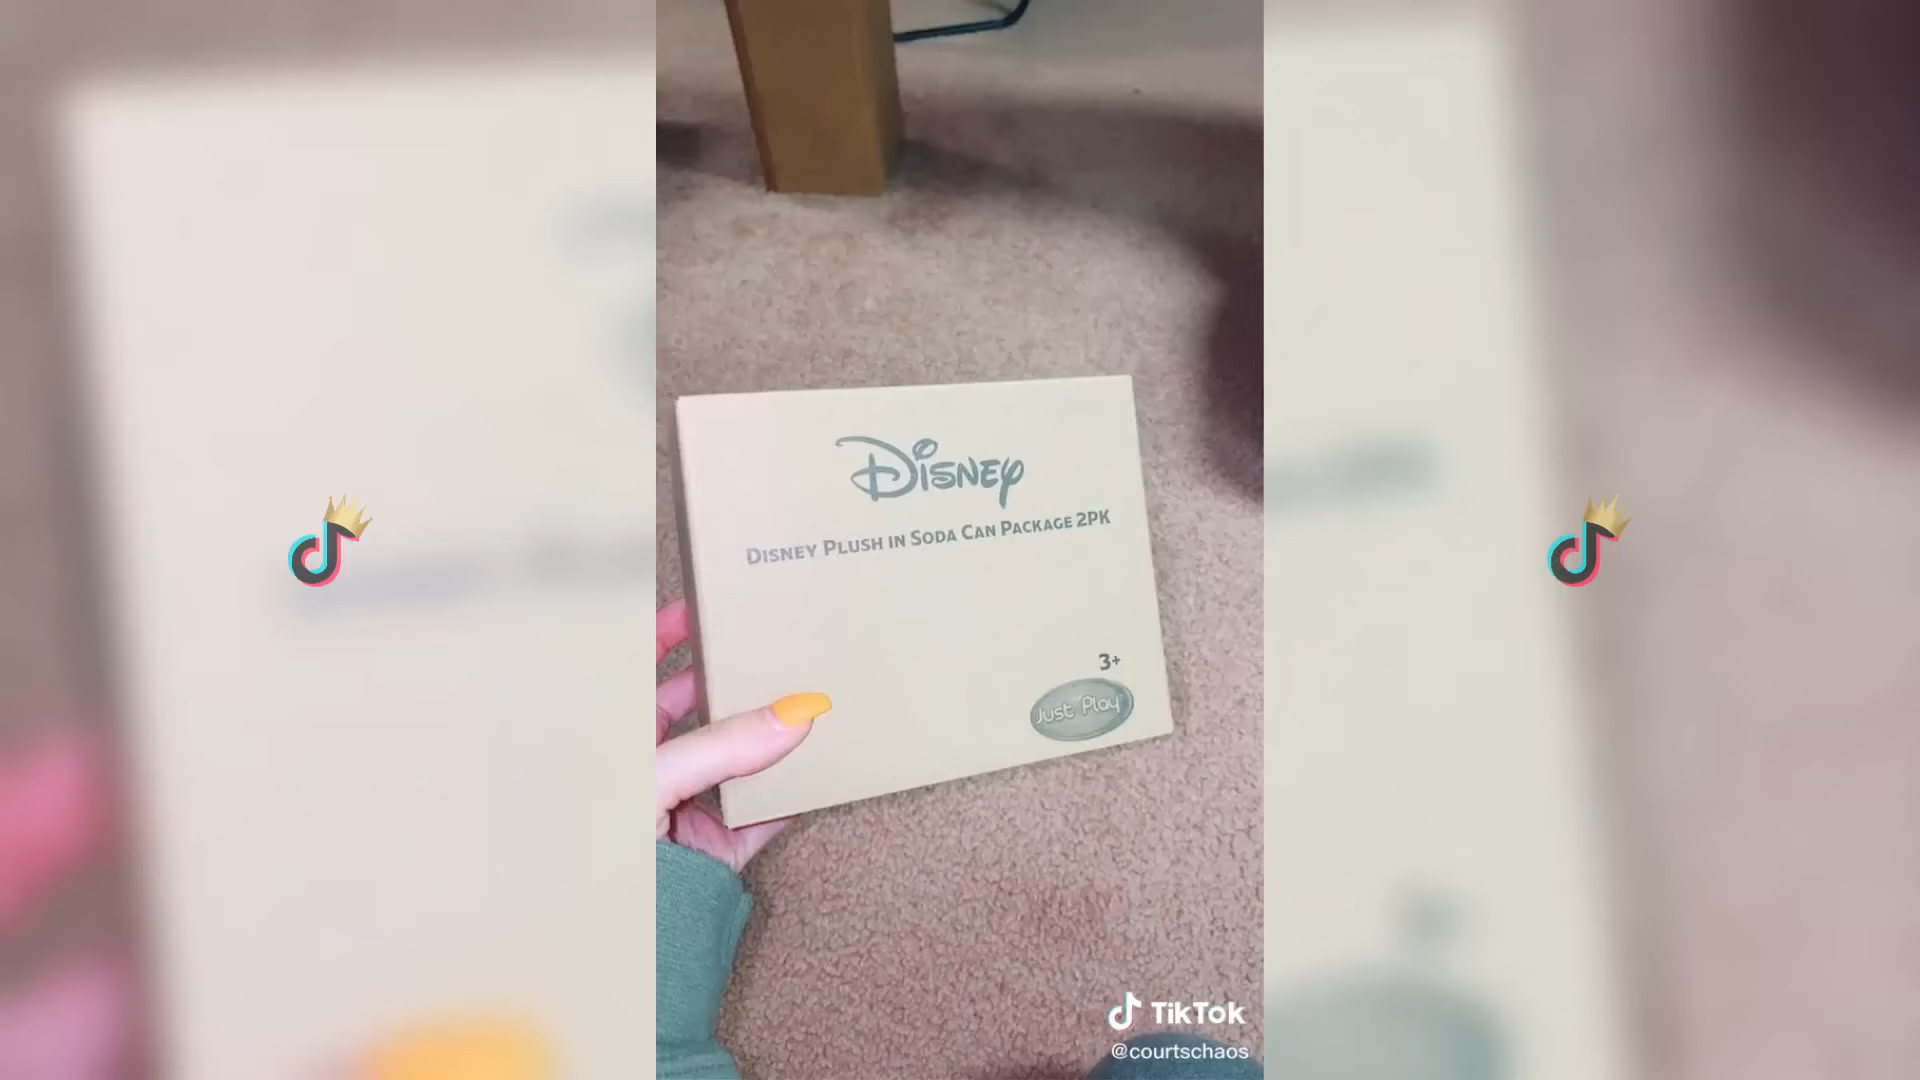 Disney
DISNEY PLUSH IN SODA CAN PACKAGE 2PK
3+
Just Play
TikTok
@courtschaos